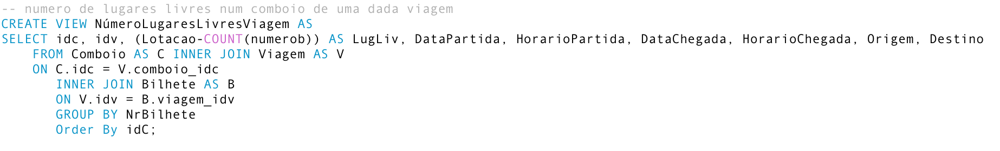 -- numero de lugares livres num comboio de uma dada viagem
CREATE VIEW NúmeroLugaresLivresViagem AS
SELECT idc, idv, (Lotacao-COUNT(numerob)) AS LugLiv, DataPartida, HorarioPartida, DataChegada, HorarioChegada, Origem, Destino
    FROM Comboio AS C INNER JOIN Viagem AS V
    ON C.idc = V.comboio_idc
       INNER JOIN Bilhete AS B
       ON V.idv = B.viagem_idv
       GROUP BY NrBilhete
       Order By idC;